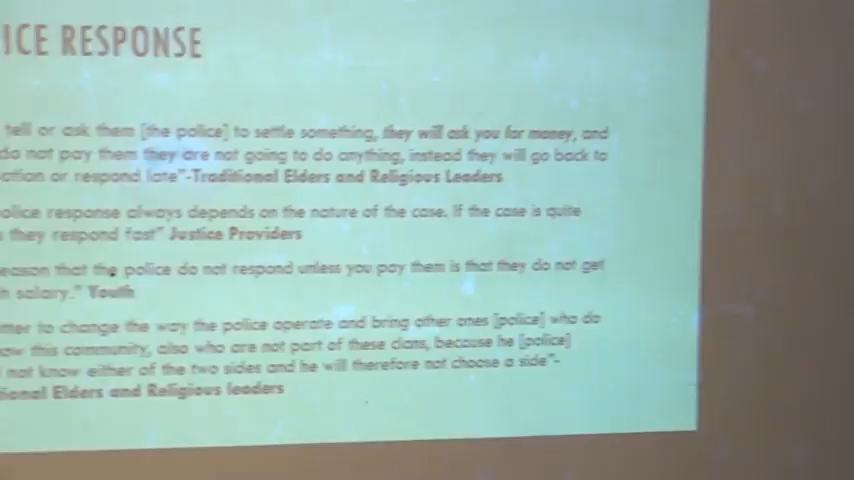 ICE RESPONSE
tell or ask them [the police] to settle something, they will ask you for money, and
do not pay them they are not going to do anything, instead they will go back to
ation or respond late"-Traditional Elders and Religious Leaders
olice response always depends on the nature of the case. If the case is quite
they respond fast" Justice Providers
eason that the police do not respond unless you pay them is that they do not get
h salary." Youth
tter to change the way the police operate and bring other ones [police] who do
ow this community, also who are not part of these clans, because he [police]
not know either of the two sides and he will therefore not choose a side"-
tional Elders and Religious leaders